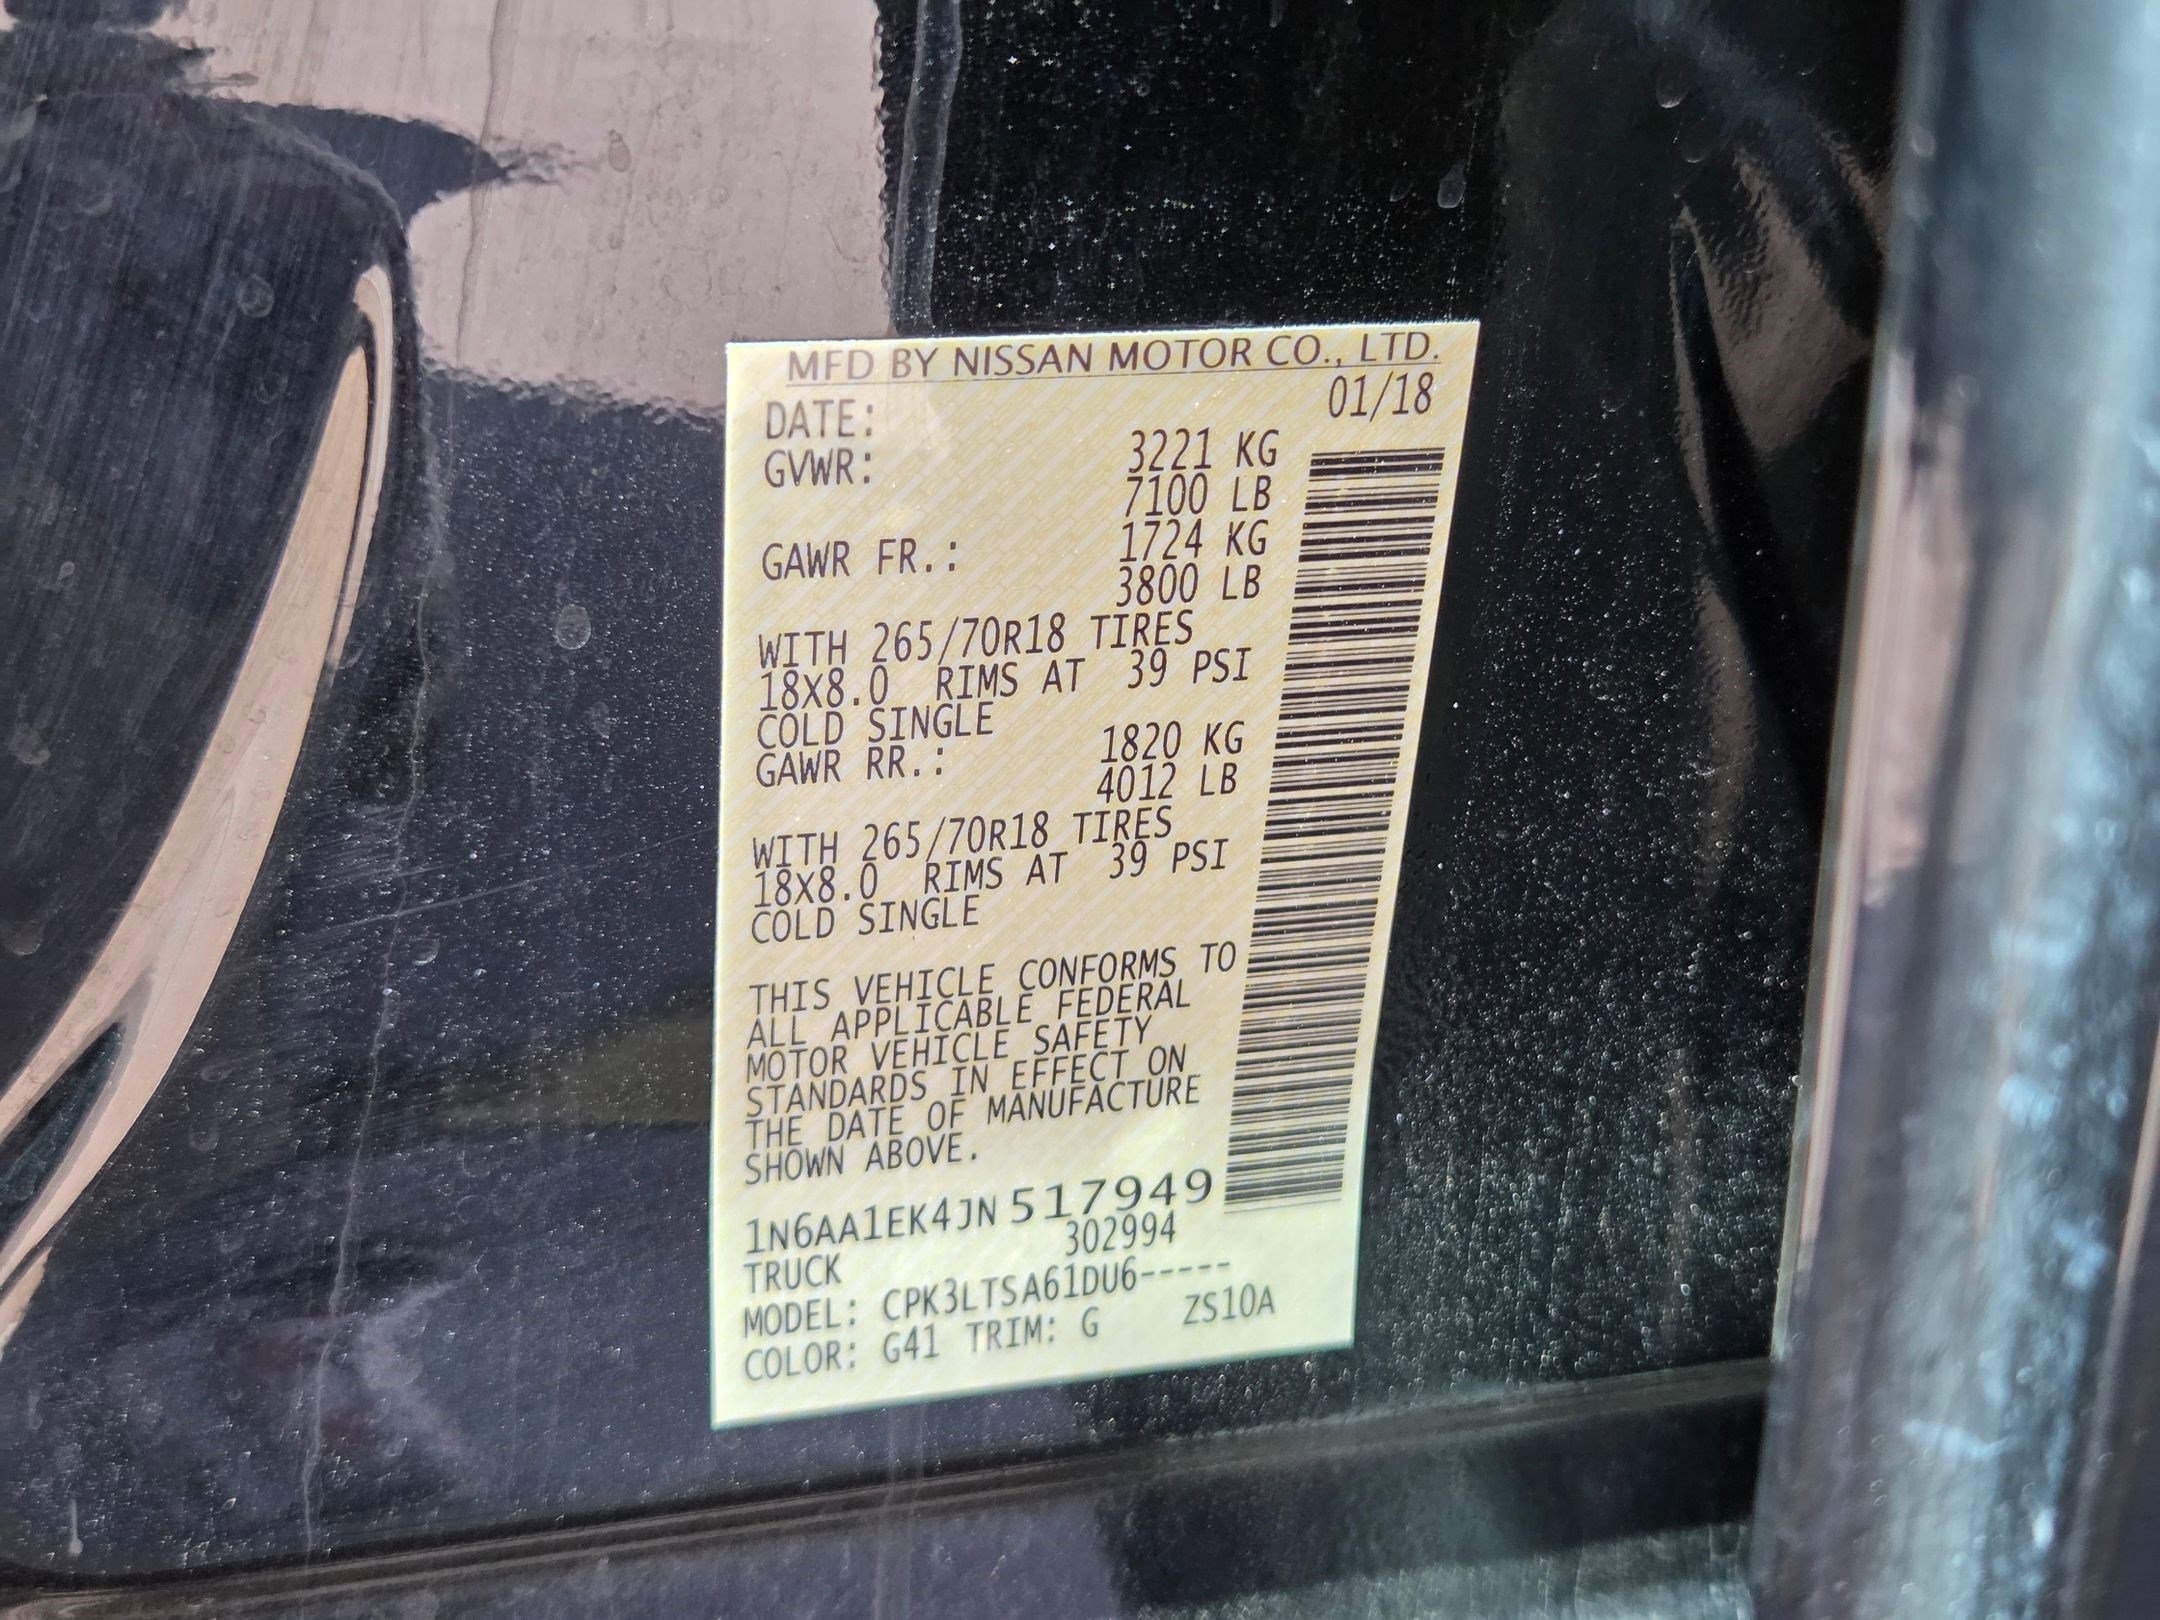 MFD BY NISSAN MOTOR CO., LTD.
DATE: 01/18
GVWR: 3221 KG
7100 LB
GAWR FR.: 1724 KG
3800 LB
WITH 265/70R18 TIRES
18X8.0 RIMS AT 39 PSI
COLD SINGLE
GAWR RR.: 1820 KG
4012 LB
WITH 265/70R18 TIRES
18X8.0 RIMS AT 39 PSI
COLD SINGLE
THIS VEHICLE CONFORMS TO
ALL APPLICABLE FEDERAL
MOTOR VEHICLE SAFETY
STANDARDS IN EFFECT ON
THE DATE OF MANUFACTURE
SHOWN ABOVE.
1N6AA1EK4JN517949
TRUCK 302994
MODEL: CPK3LTSA61DU6-----
COLOR: G41 TRIM: G ZS10A